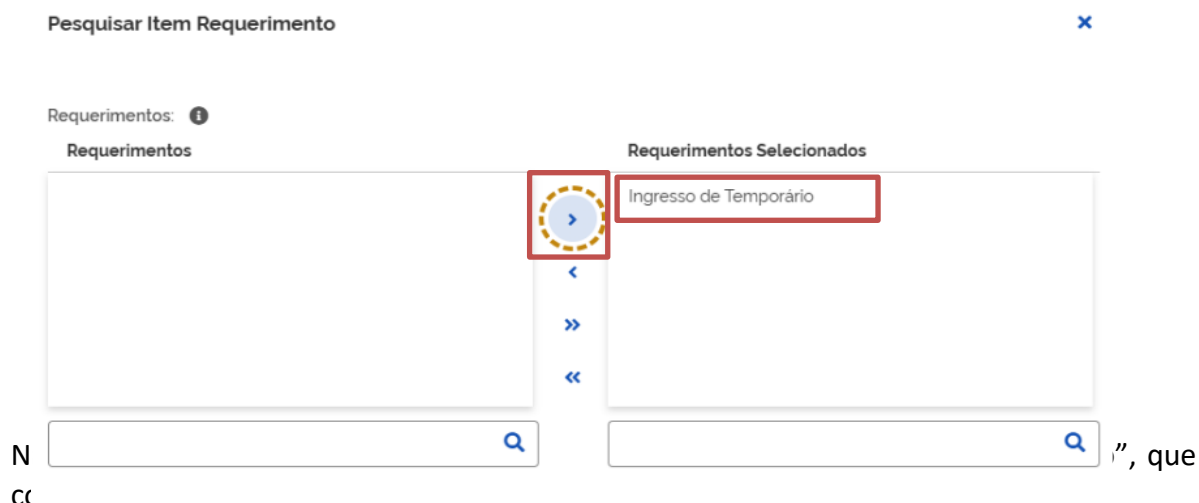 Pesquisar Item Requerimento
Requerimentos:
Requerimentos Requerimentos Selecionados
Ingresso de Temporário
N ”, que